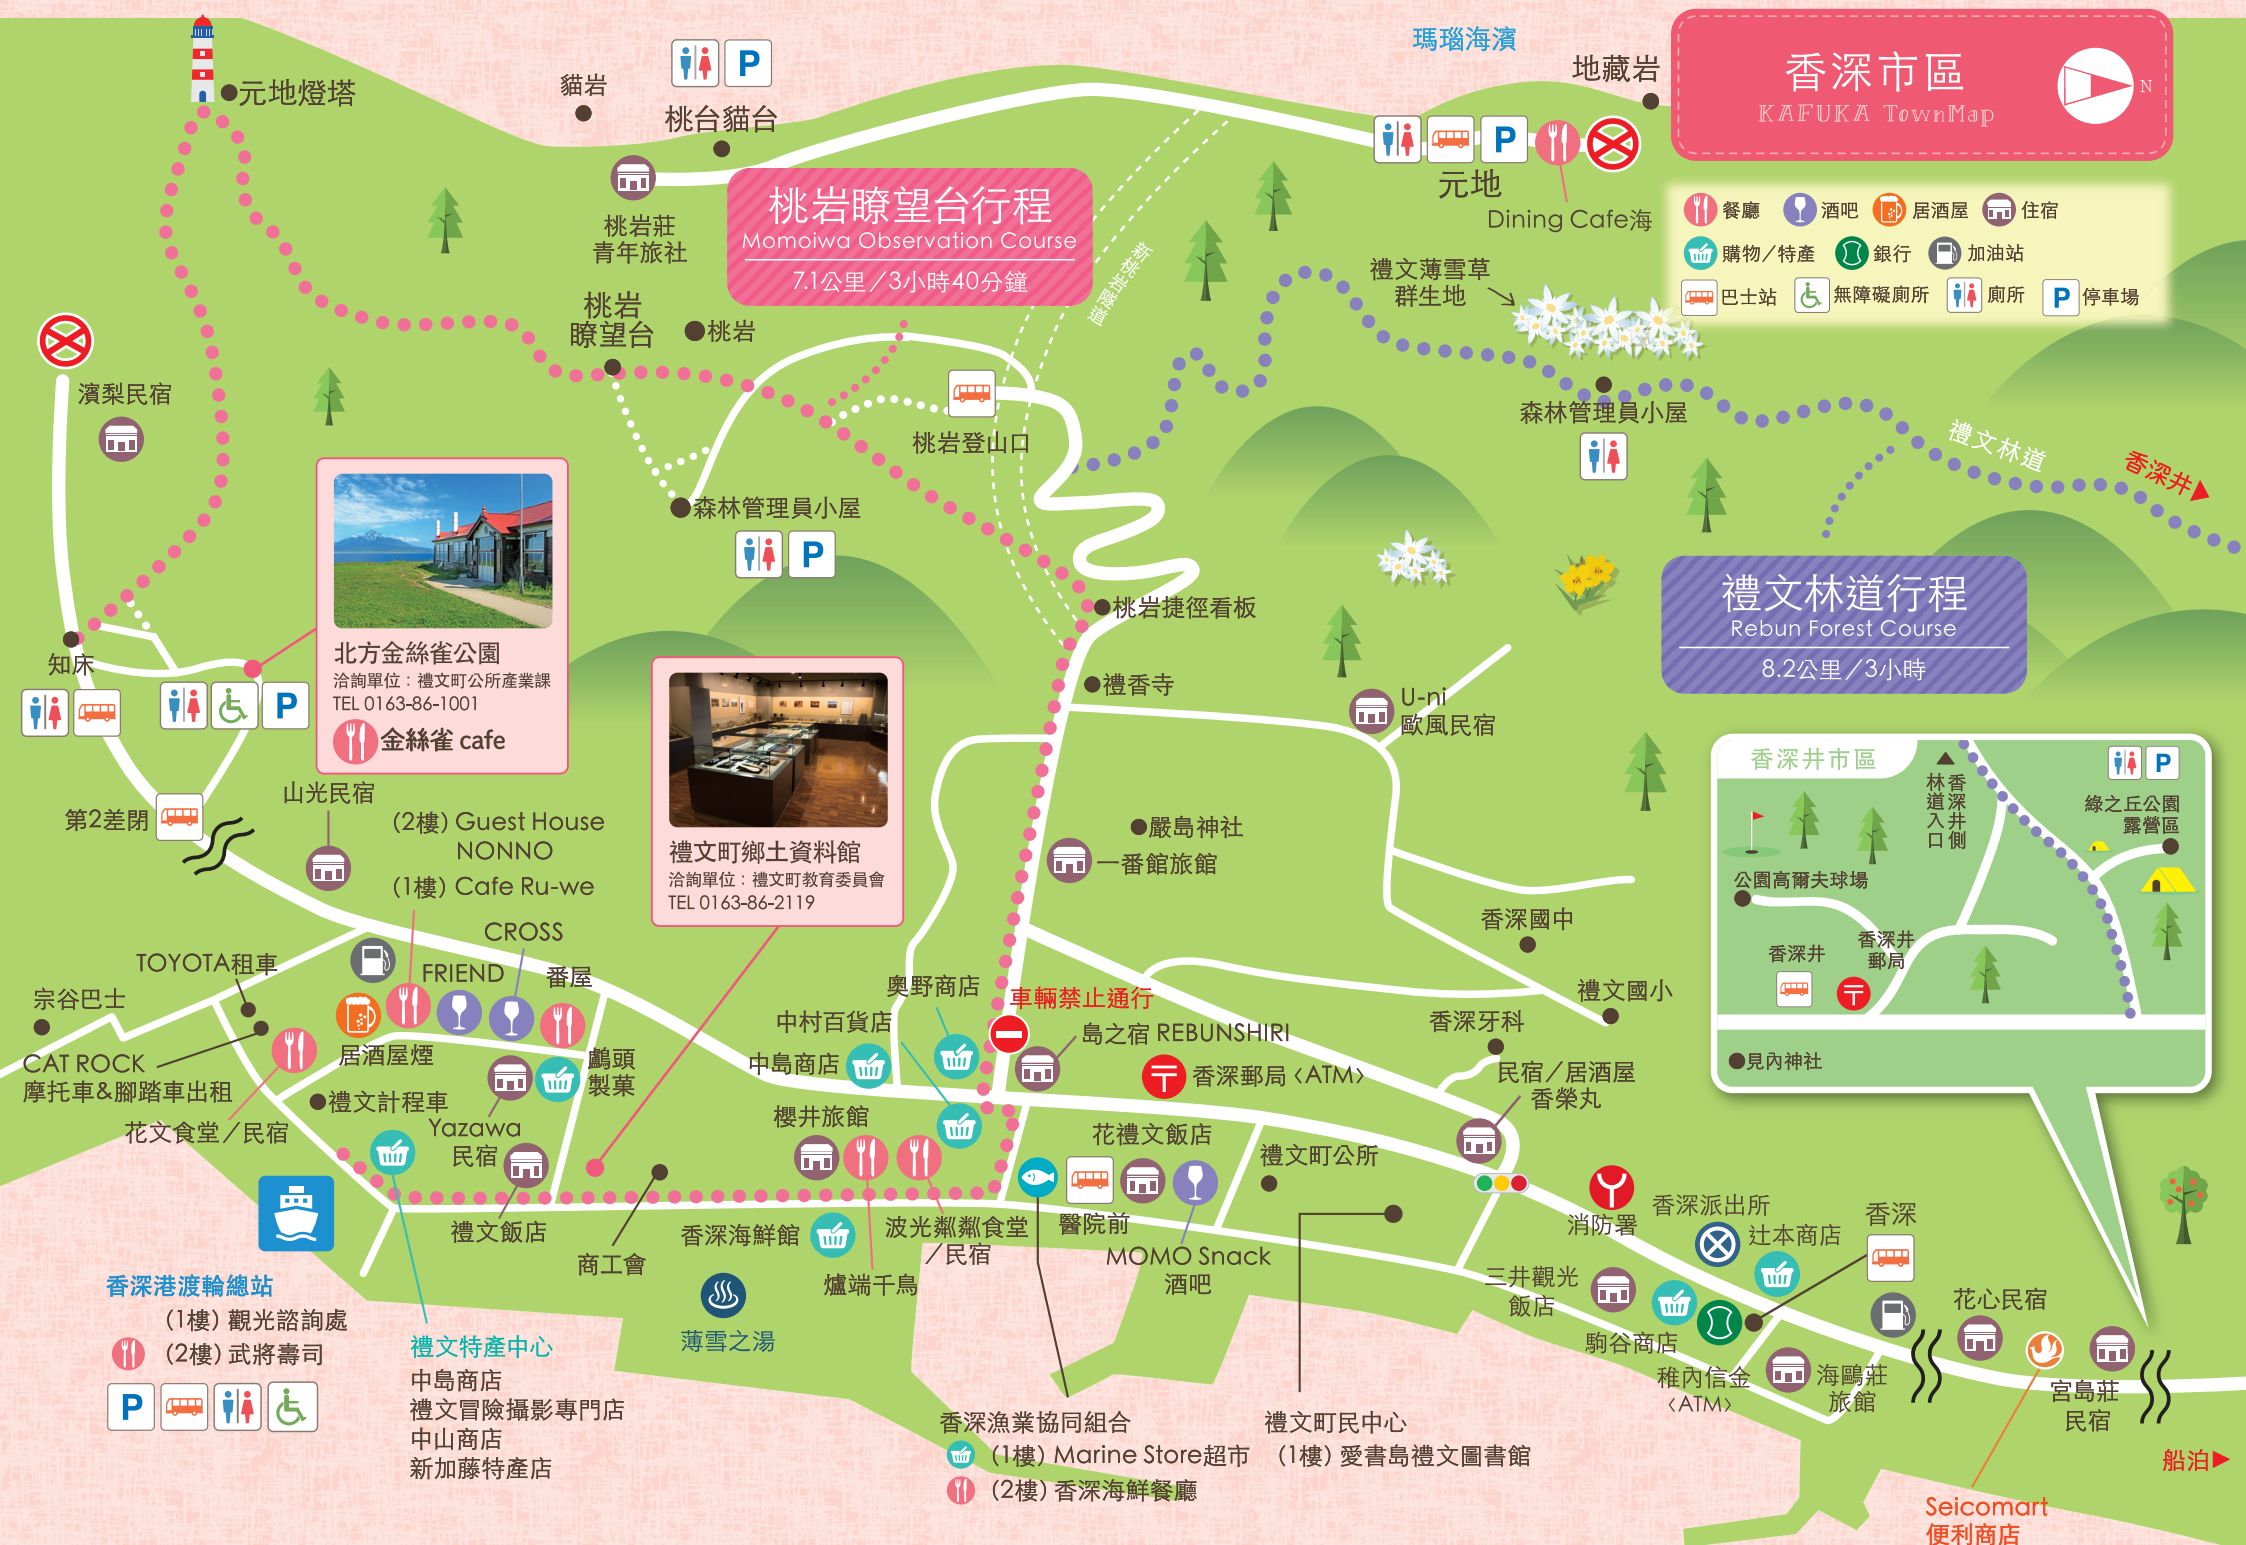 香深市區
KAFUKA TownMap
N
餐廳
酒吧
居酒屋
住宿
購物／特產
銀行
加油站
巴士站
無障礙廁所
廁所
P
停車場
瑪瑙海濱
地藏岩
元地燈塔
貓岩
P
桃台貓台
P
元地
Dining Cafe海
桃岩莊
青年旅社
桃岩瞭望台行程
Momoiwa Observation Course
7.1公里／3小時40分鐘
新桃岩隧道
禮文薄雪草
群生地
桃岩
瞭望台
桃岩
濱梨民宿
桃岩登山口
森林管理員小屋
禮文林道
香深井
森林管理員小屋
P
桃岩捷徑看板
禮文林道行程
Rebun Forest Course
8.2公里／3小時
知床
P
北方金絲雀公園
洽詢單位：禮文町公所產業課
TEL 0163-86-1001
金絲雀 cafe
禮香寺
U-ni
歐風民宿
香深井市區
香深井側
林道入口
P
綠之丘公園
露營區
公園高爾夫球場
香深井
香深井
郵局
見內神社
第2差閉
山光民宿
(2樓) Guest House
NONNO
(1樓) Cafe Ru-we
禮文町鄉土資料館
洽詢單位：禮文町教育委員會
TEL 0163-86-2119
嚴島神社
一番館旅館
香深國中
禮文國小
CROSS
TOYOTA租車
FRIEND
番屋
宗谷巴士
奧野商店
車輛禁止通行
中村百貨店
島之宿 REBUNSHIRI
中島商店
香深牙科
CAT ROCK
摩托車&腳踏車出租
居酒屋煙
鸕頭
製菓
香深郵局〈ATM〉
民宿／居酒屋
香榮丸
禮文計程車
花文食堂／民宿
Yazawa
民宿
櫻井旅館
花禮文飯店
禮文町公所
禮文飯店
商工會
香深海鮮館
波光粼粼食堂
／民宿
醫院前
MOMO Snack
酒吧
爐端千鳥
消防署
香深派出所
辻本商店
香深
三井觀光
飯店
駒谷商店
稚內信金
〈ATM〉
海鷗莊
旅館
花心民宿
宮島莊
民宿
船泊
Seicomart
便利商店
香深港渡輪總站
(1樓) 觀光諮詢處
(2樓) 武將壽司
P
禮文特產中心
中島商店
禮文冒險攝影專門店
中山商店
新加藤特產店
薄雪之湯
香深漁業協同組合
(1樓) Marine Store超市
(2樓) 香深海鮮餐廳
禮文町民中心
(1樓) 愛書島禮文圖書館